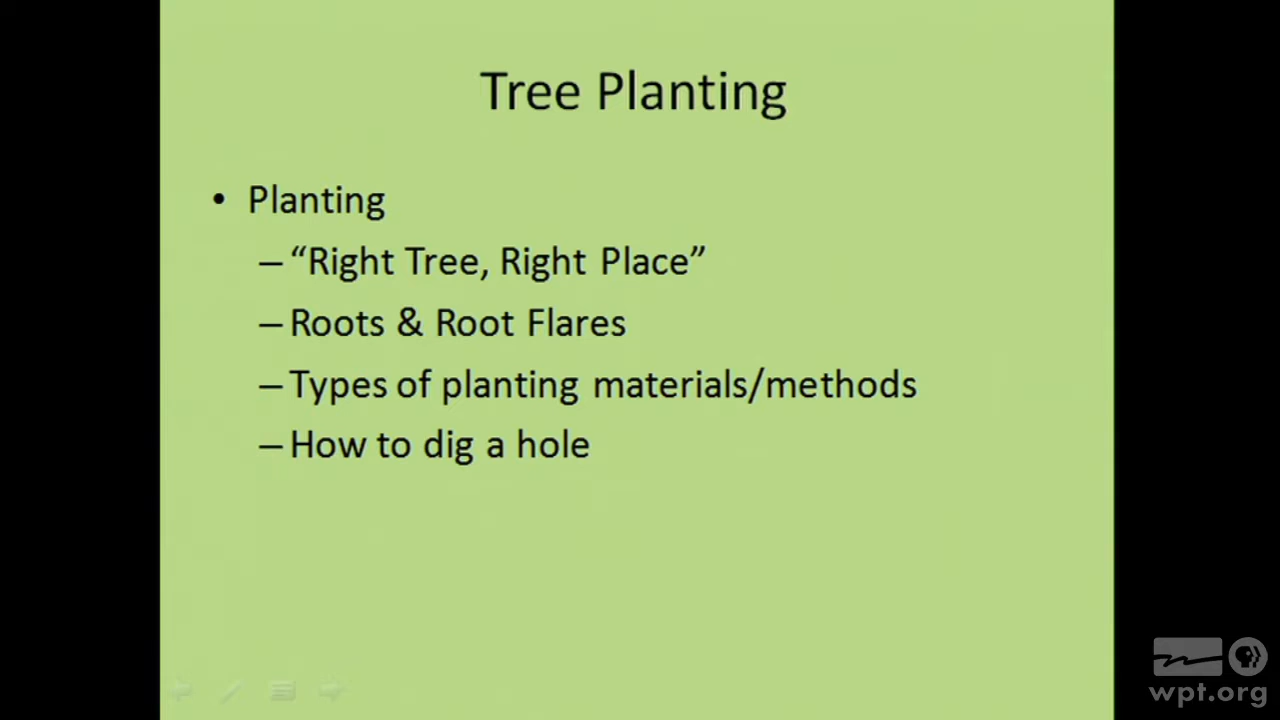 Tree Planting
• Planting
– “Right Tree, Right Place”
– Roots & Root Flares
– Types of planting materials/methods
– How to dig a hole
wpt.org